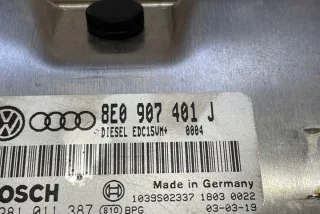 8E0 907 401 J
DIESEL EDC15VM+ 0004
BOSCH
Made in Germany
1039S02337 1803 0022
281 011 387 810 BPG
03-03-19